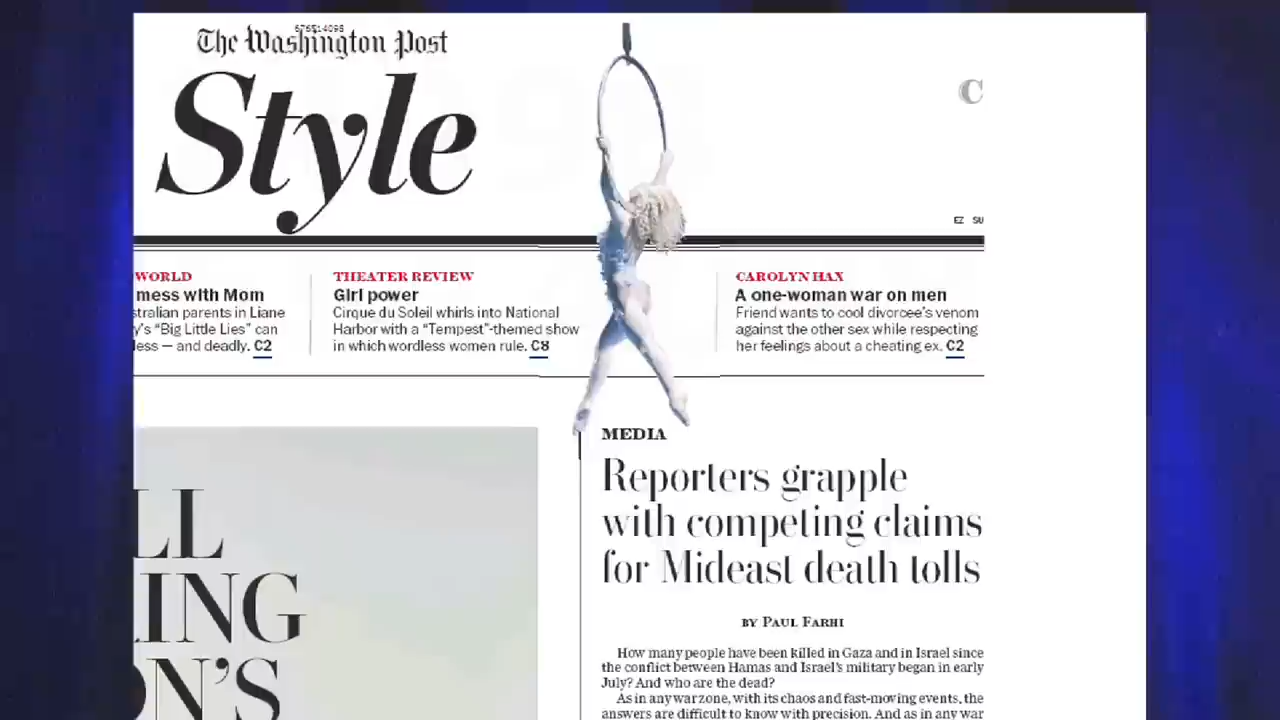 The Washington Post
Style
C
EZ SU
WORLD
mess with Mom
stralian parents in Liane
y's "Big Little Lies" can
less — and deadly. C2
THEATER REVIEW
Girl power
Cirque du Soleil whirls into National
Harbor with a "Tempest"-themed show
in which wordless women rule. C8
CAROLYN HAX
A one-woman war on men
Friend wants to cool divorcee's venom
against the other sex while respecting
her feelings about a cheating ex. C2
LL
ING
ON'S
MEDIA
Reporters grapple
with competing claims
for Mideast death tolls
BY PAUL FARHI
How many people have been killed in Gaza and in Israel since
the conflict between Hamas and Israel's military began in early
July? And who are the dead?
As in any war zone, with its chaos and fast-moving events, the
answers are difficult to know with precision. And as in any war